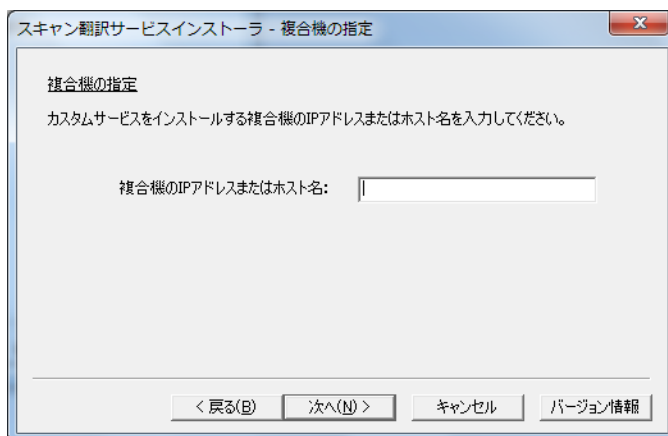 スキャン翻訳サービスインストーラ - 複合機の指定
複合機の指定
カスタムサービスをインストールする複合機のIPアドレスまたはホスト名を入力してください。
複合機のIPアドレスまたはホスト名:
< 戻る(B) 次へ(N) > キャンセル バージョン情報